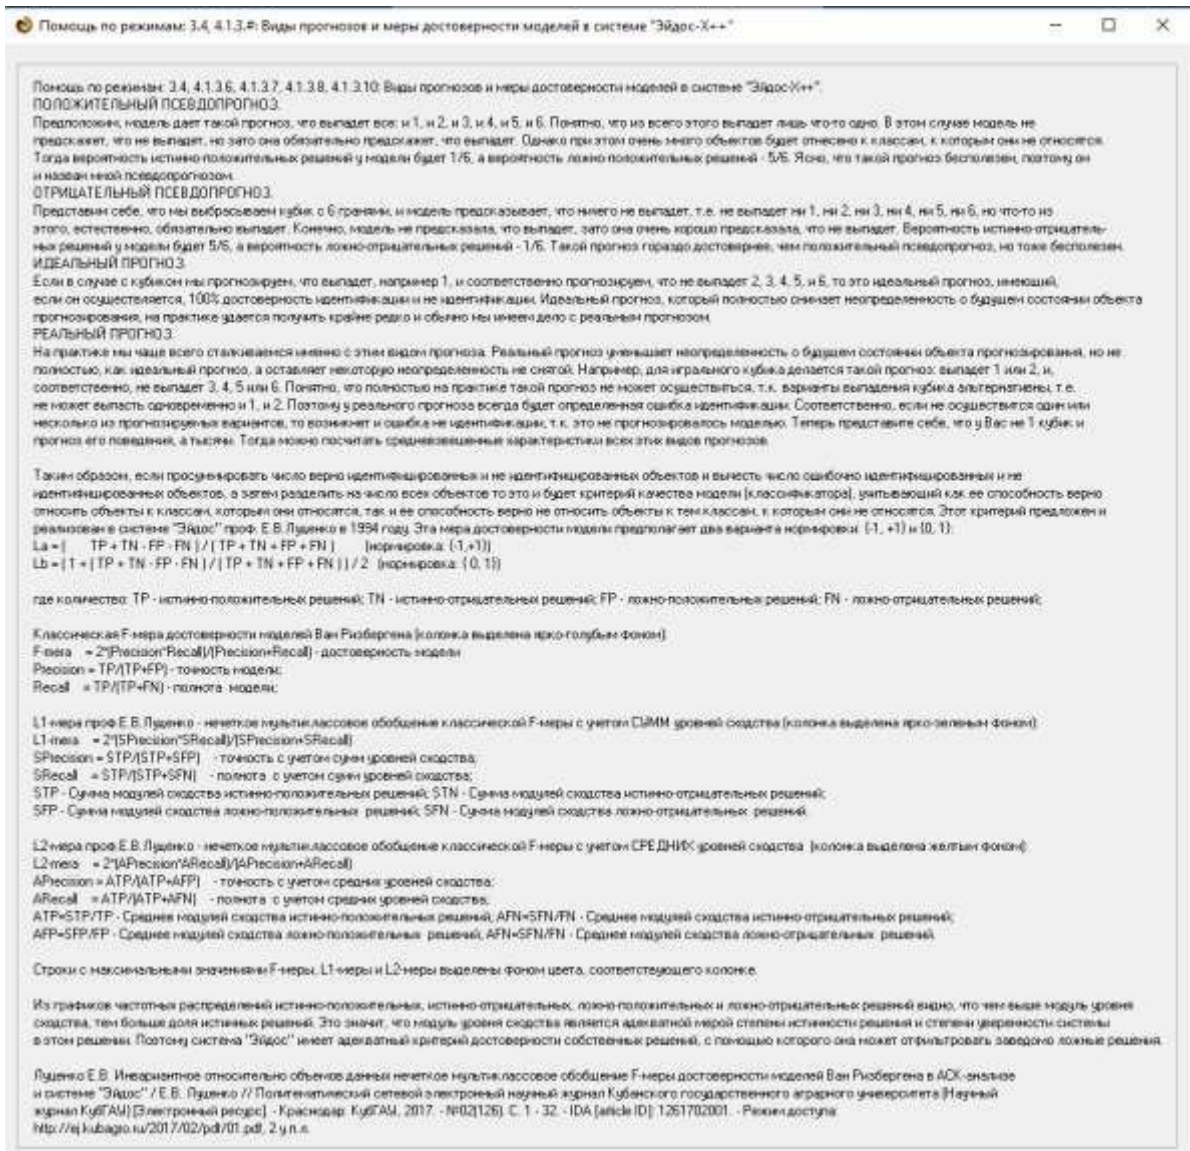 Помощь по режимам: 3.4, 4.1.3.#: Виды прогнозов и меры достоверности моделей в системе "Эйдос-Х++"
Помощь по режимам: 3.4, 4.1.3.6, 4.1.3.7, 4.1.3.8, 4.1.3.10: Виды прогнозов и меры достоверности моделей в системе "Эйдос-Х++".
ПОЛОЖИТЕЛЬНЫЙ ПСЕВДОПРОГНОЗ.
Предположим, модель дает такой прогноз, что выпадет все: и 1, и 2, и 3, и 4, и 5, и 6. Понятно, что из всего этого выпадет лишь что-то одно. В этом случае модель не
предскажет, что не выпадет, но зато она обязательно предскажет, что выпадет. Однако при этом очень много объектов будет отнесено к классам, к которым они не относятся.
Тогда вероятность истинно-положительных решений у модели будет 1/6, а вероятность ложно-положительных решений - 5/6. Ясно, что такой прогноз бесполезен, поэтому он
и назван мной псевдопрогнозом.
ОТРИЦАТЕЛЬНЫЙ ПСЕВДОПРОГНОЗ.
Представим себе, что мы выбрасываем кубик с 6 гранями, и модель предсказывает, что ничего не выпадет, т.е. не выпадет ни 1, ни 2, ни 3, ни 4, ни 5, ни 6, но что-то из
этого, естественно, обязательно выпадет. Конечно, модель не предсказала, что выпадет, зато она очень хорошо предсказала, что не выпадет. Вероятность истинно-отрицатель-
ных решений у модели будет 5/6, а вероятность ложно-отрицательных решений - 1/6. Такой прогноз гораздо достовернее, чем положительный псевдопрогноз, но тоже бесполезен.
ИДЕАЛЬНЫЙ ПРОГНОЗ.
Если в случае с кубиком мы прогнозируем, что выпадет, например 1, и соответственно прогнозируем, что не выпадет 2, 3, 4, 5, и 6, то это идеальный прогноз, имеющий,
если он осуществляется, 100% достоверность идентификации и не идентификации. Идеальный прогноз, который полностью снимает неопределенность о будущем состоянии объекта
прогнозирования, на практике удается получить крайне редко и обычно мы имеем дело с реальным прогнозом.
РЕАЛЬНЫЙ ПРОГНОЗ.
На практике мы чаще всего сталкиваемся именно с этим видом прогноза. Реальный прогноз уменьшает неопределенность о будущем состоянии объекта прогнозирования, но не
полностью, как идеальный прогноз, а оставляет некоторую неопределенность не снятой. Например, для игрального кубика делается такой прогноз: выпадет 1 или 2, и,
соответственно, не выпадет 3, 4, 5 или 6. Понятно, что полностью на практике такой прогноз не может осуществиться, т.к. варианты выпадения кубика альтернативны, т.е.
не может выпасть одновременно и 1, и 2. Поэтому у реального прогноза всегда будет определенная ошибка идентификации. Соответственно, если не осуществится один или
несколько из прогнозируемых вариантов, то возникнет и ошибка не идентификации, т.к. это не прогнозировалось моделью. Теперь представите себе, что у Вас не 1 кубик и
прогноз его поведения, а тысячи. Тогда можно посчитать средневзвешенные характеристики всех этих видов прогнозов.
Таким образом, если просуммировать число верно идентифицированных и не идентифицированных объектов и вычесть число ошибочно идентифицированных и не
идентифицированных объектов, а затем разделить на число всех объектов то это и будет критерий качества модели (классификатора), учитывающий как ее способность верно
относить объекты к классам, которым они относятся, так и ее способность верно не относить объекты к тем классам, к которым они не относятся. Этот критерий предложен и
реализован в системе "Эйдос" проф. Е.В.Луценко в 1994 году. Эта мера достоверности модели предполагает два варианта нормировки: {-1, +1} и {0, 1}:
La = ( TP + TN - FP - FN ) / ( TP + TN + FP + FN ) (нормировка: {-1,+1})
Lb = ( 1 + ( TP + TN - FP - FN ) / ( TP + TN + FP + FN ) ) / 2 (нормировка: { 0, 1})
где количество: TP - истинно-положительных решений; TN - истинно-отрицательных решений; FP - ложно-положительных решений; FN - ложно-отрицательных решений;
Классическая F-мера достоверности моделей Ван Ризбергена (колонка выделена ярко-голубым фоном):
F-mera = 2*(Precision*Recall)/(Precision+Recall) - достоверность модели
Precision = TP/(TP+FP) - точность модели;
Recall = TP/(TP+FN) - полнота модели;
L1-мера проф.Е.В.Луценко - нечеткое мультиклассовое обобщение классической F-меры с учетом СУММ уровней сходства (колонка выделена ярко-зеленым фоном):
L1-mera = 2*(SPrecision*SRecall)/(SPrecision+SRecall)
SPrecision = STP/(STP+SFP) - точность с учетом сумм уровней сходства;
SRecall = STP/(STP+SFN) - полнота с учетом сумм уровней сходства;
STP - Сумма модулей сходства истинно-положительных решений; STN - Сумма модулей сходства истинно-отрицательных решений;
SFP - Сумма модулей сходства ложно-положительных решений; SFN - Сумма модулей сходства ложно-отрицательных решений.
L2-мера проф.Е.В.Луценко - нечеткое мультиклассовое обобщение классической F-меры с учетом СРЕДНИХ уровней сходства (колонка выделена желтым фоном):
L2-mera = 2*(APrecision*ARecall)/(APrecision+ARecall)
APrecision = ATP/(ATP+AFP) - точность с учетом средних уровней сходства;
ARecall = ATP/(ATP+AFN) - полнота с учетом средних уровней сходства;
ATP=STP/TP - Среднее модулей сходства истинно-положительных решений; AFN=SFN/FN - Среднее модулей сходства истинно-отрицательных решений;
AFP=SFP/FP - Среднее модулей сходства ложно-положительных решений; AFN=SFN/FN - Среднее модулей сходства ложно-отрицательных решений.
Строки с максимальными значениями F-меры, L1-меры и L2-меры выделены фоном цвета, соответствующего колонке.
Из графиков частотных распределений истинно-положительных, истинно-отрицательных, ложно-положительных и ложно-отрицательных решений видно, что чем выше модуль уровня
сходства, тем больше доля истинных решений. Это значит, что модуль уровня сходства является адекватной мерой степени истинности решения и степени уверенности системы
в этом решении. Поэтому система "Эйдос" имеет адекватный критерий достоверности собственных решений, с помощью которого она может отфильтровать заведомо ложные решения.
Луценко Е.В. Инвариантное относительно объемов данных нечеткое мультиклассовое обобщение F-меры достоверности моделей Ван Ризбергена в АСК-анализе
и системе "Эйдос" / Е.В. Луценко // Политематический сетевой электронный научный журнал Кубанского государственного аграрного университета (Научный
журнал КубГАУ) [Электронный ресурс]. - Краснодар: КубГАУ, 2017. - №02(126). С. 1 - 32. - IDA [article ID]: 1261702001. - Режим доступа:
http://ej.kubagro.ru/2017/02/pdf/01.pdf, 2 у.п.л.